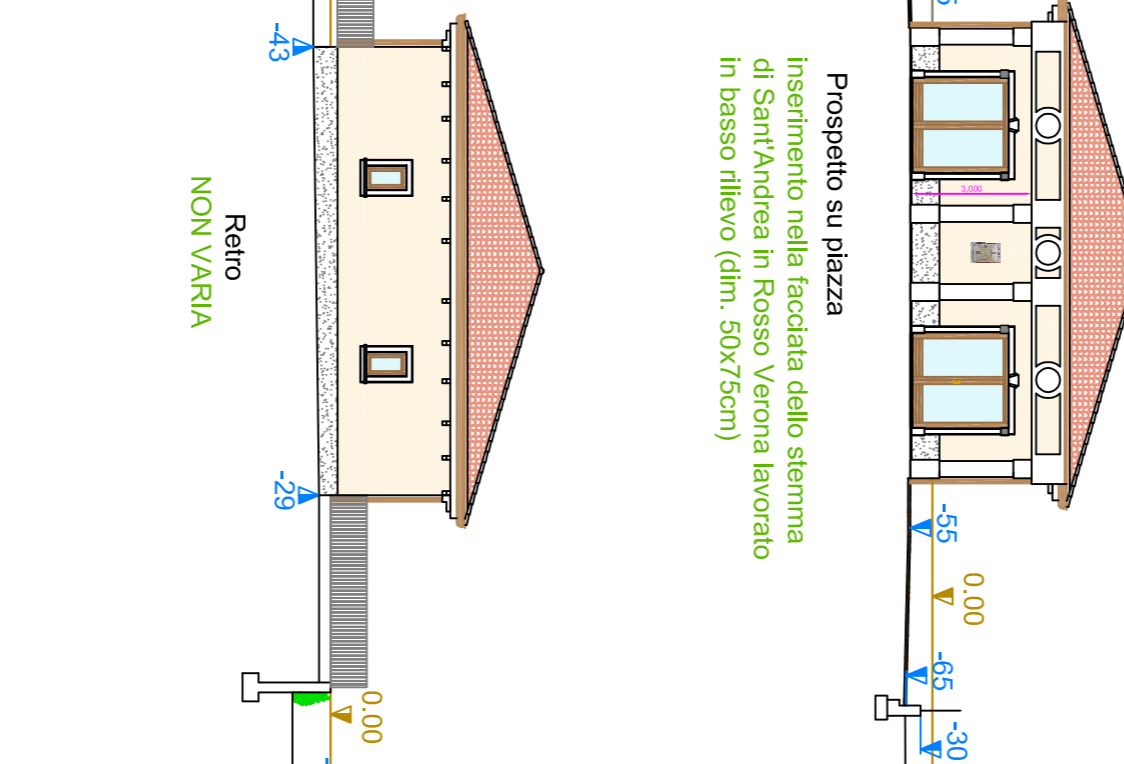 Prospetto su piazza
inserimento nella facciata dello stemma
di Sant'Andrea in Rosso Verona lavorato
in basso rilievo (dim. 50x75cm)
3,000
-55
0.00
-65
-30
Retro
NON VARIA
-43
-29
0.00